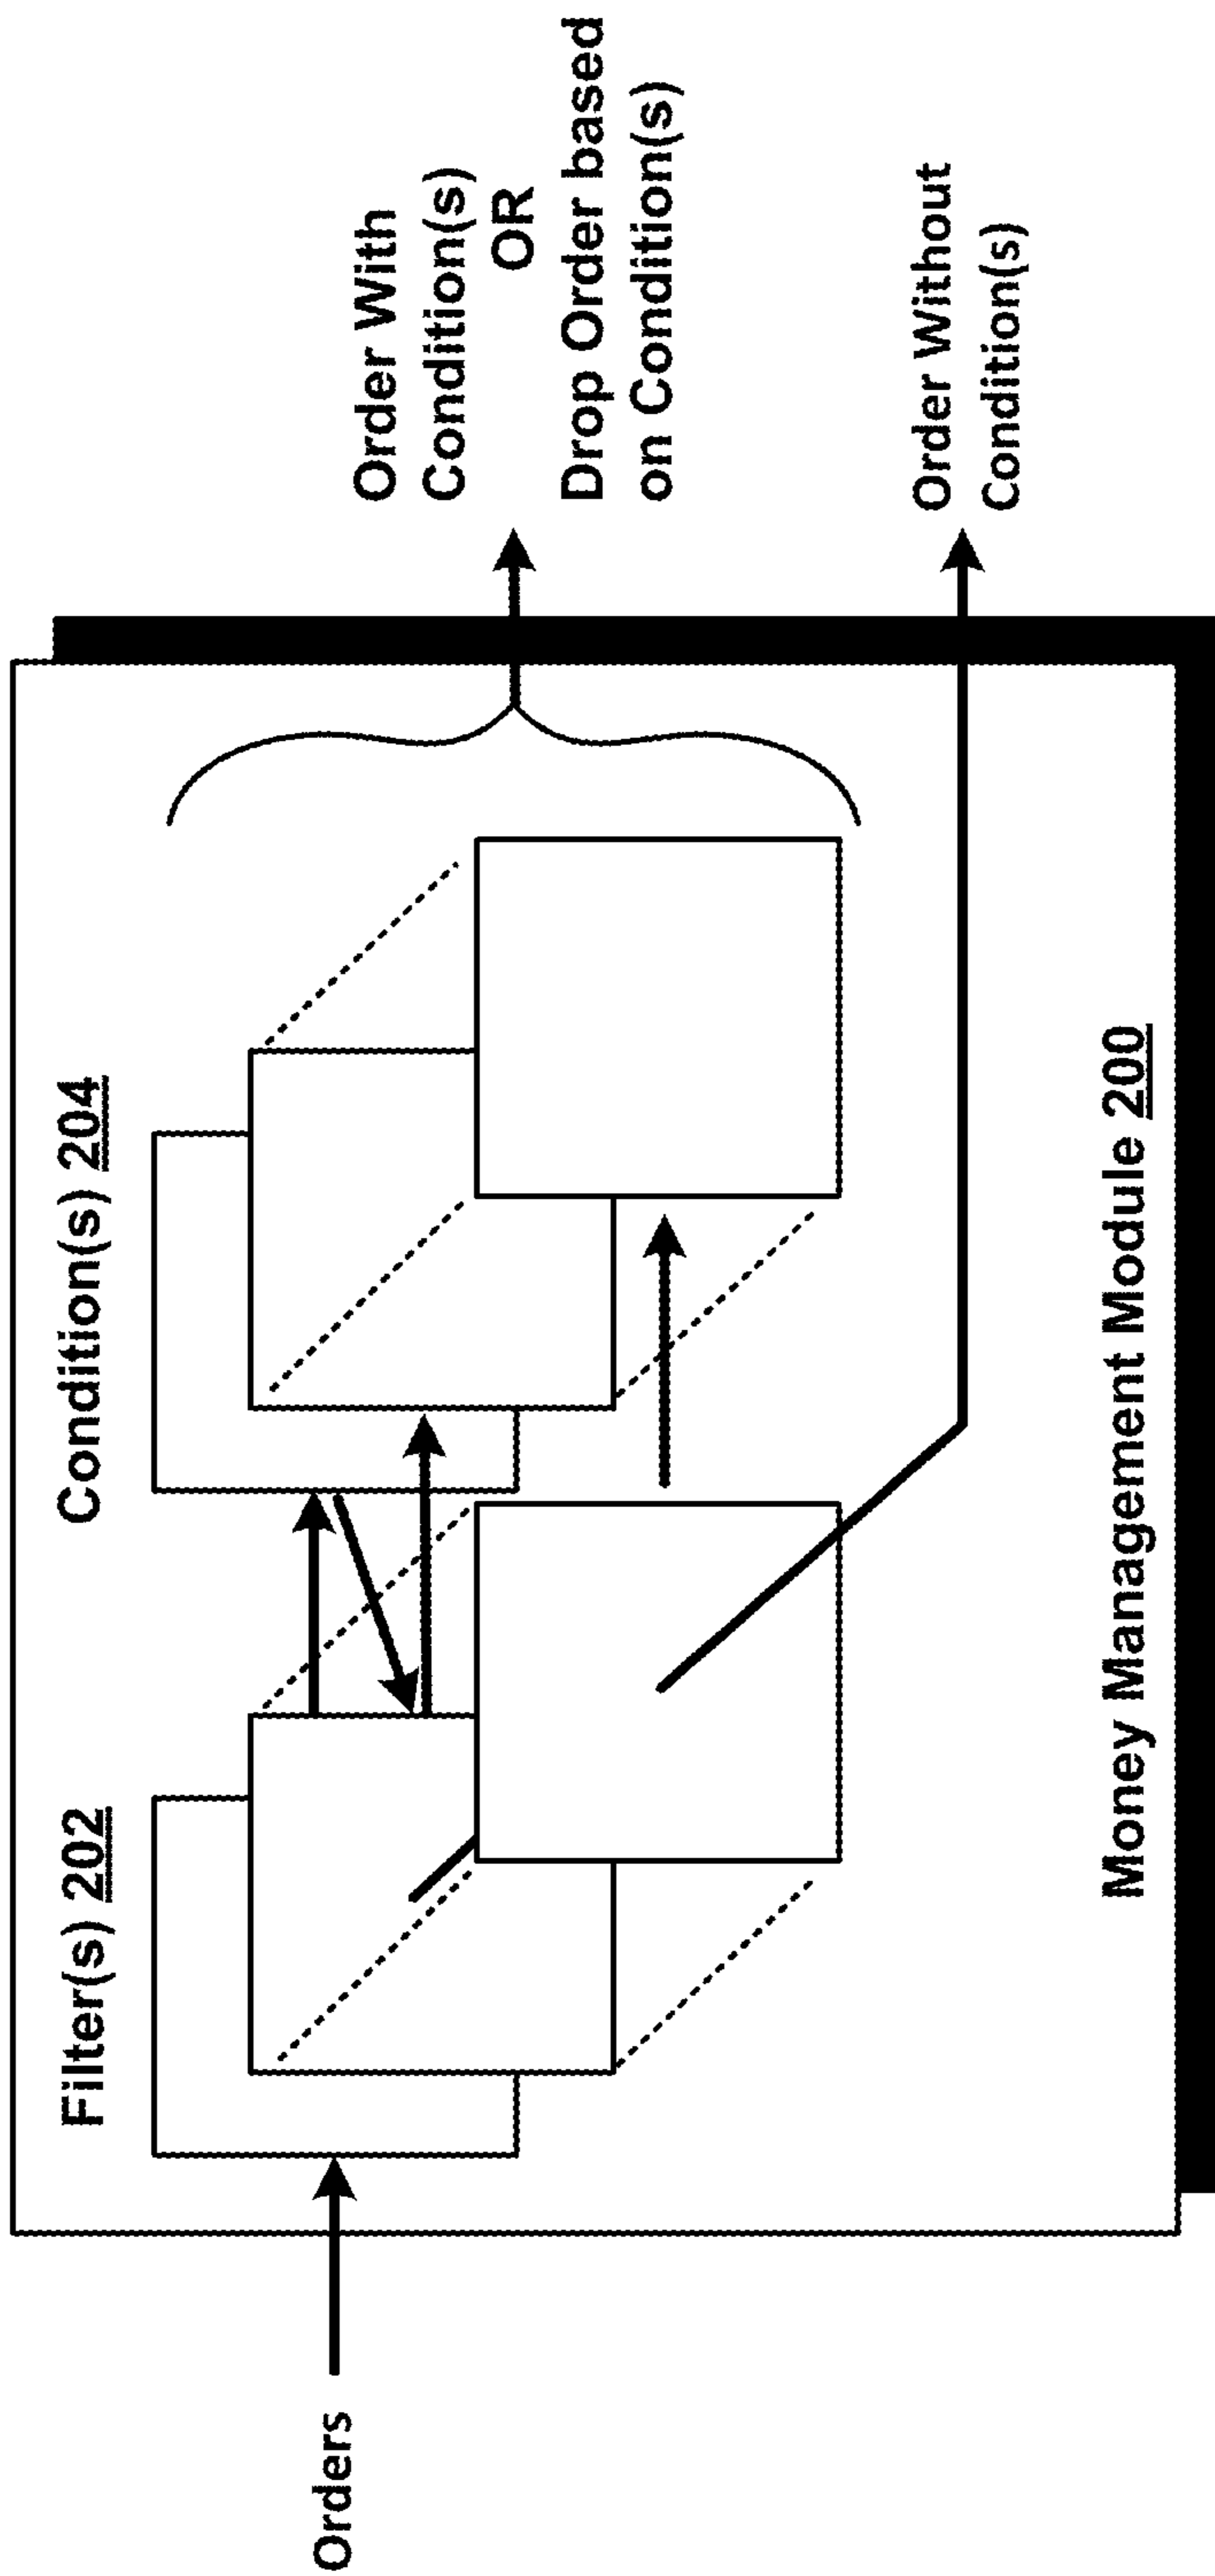 Orders
Filter(s) 202
Condition(s) 204
Money Management Module 200
Order With
Condition(s)
OR
Drop Order based
on Condition(s)
Order Without
Condition(s)